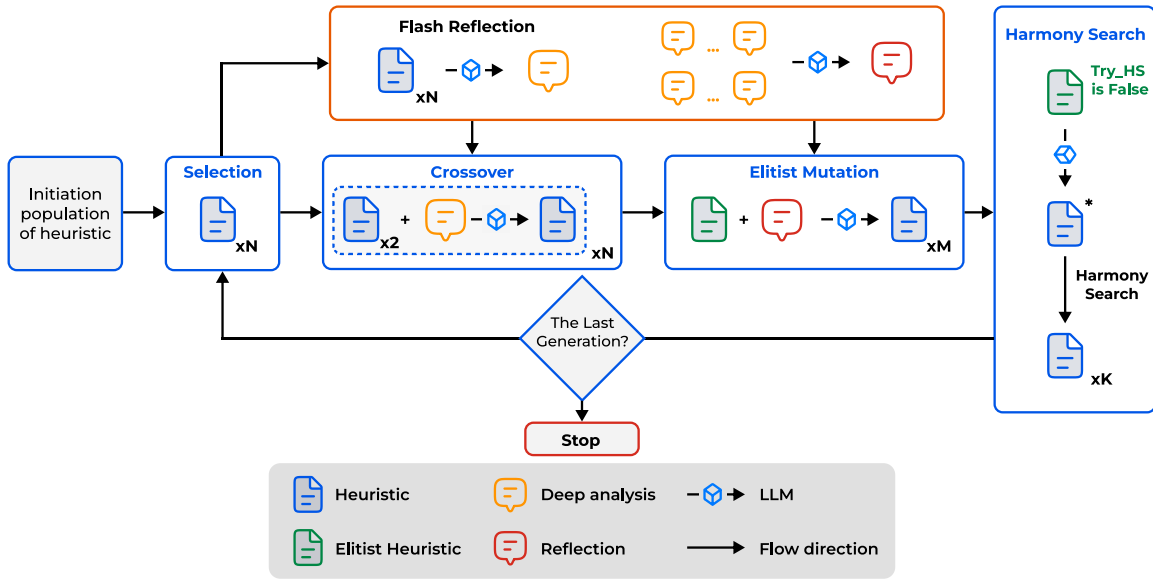 Flash Reflection
xN
...
...
Harmony Search
Try_HS
is False
*
Harmony
Search
xK
Initiation
population
of heuristic
Selection
xN
Crossover
x2
+
xN
Elitist Mutation
+
xM
The Last
Generation?
Stop
Heuristic
Deep analysis
LLM
Elitist Heuristic
Reflection
Flow direction